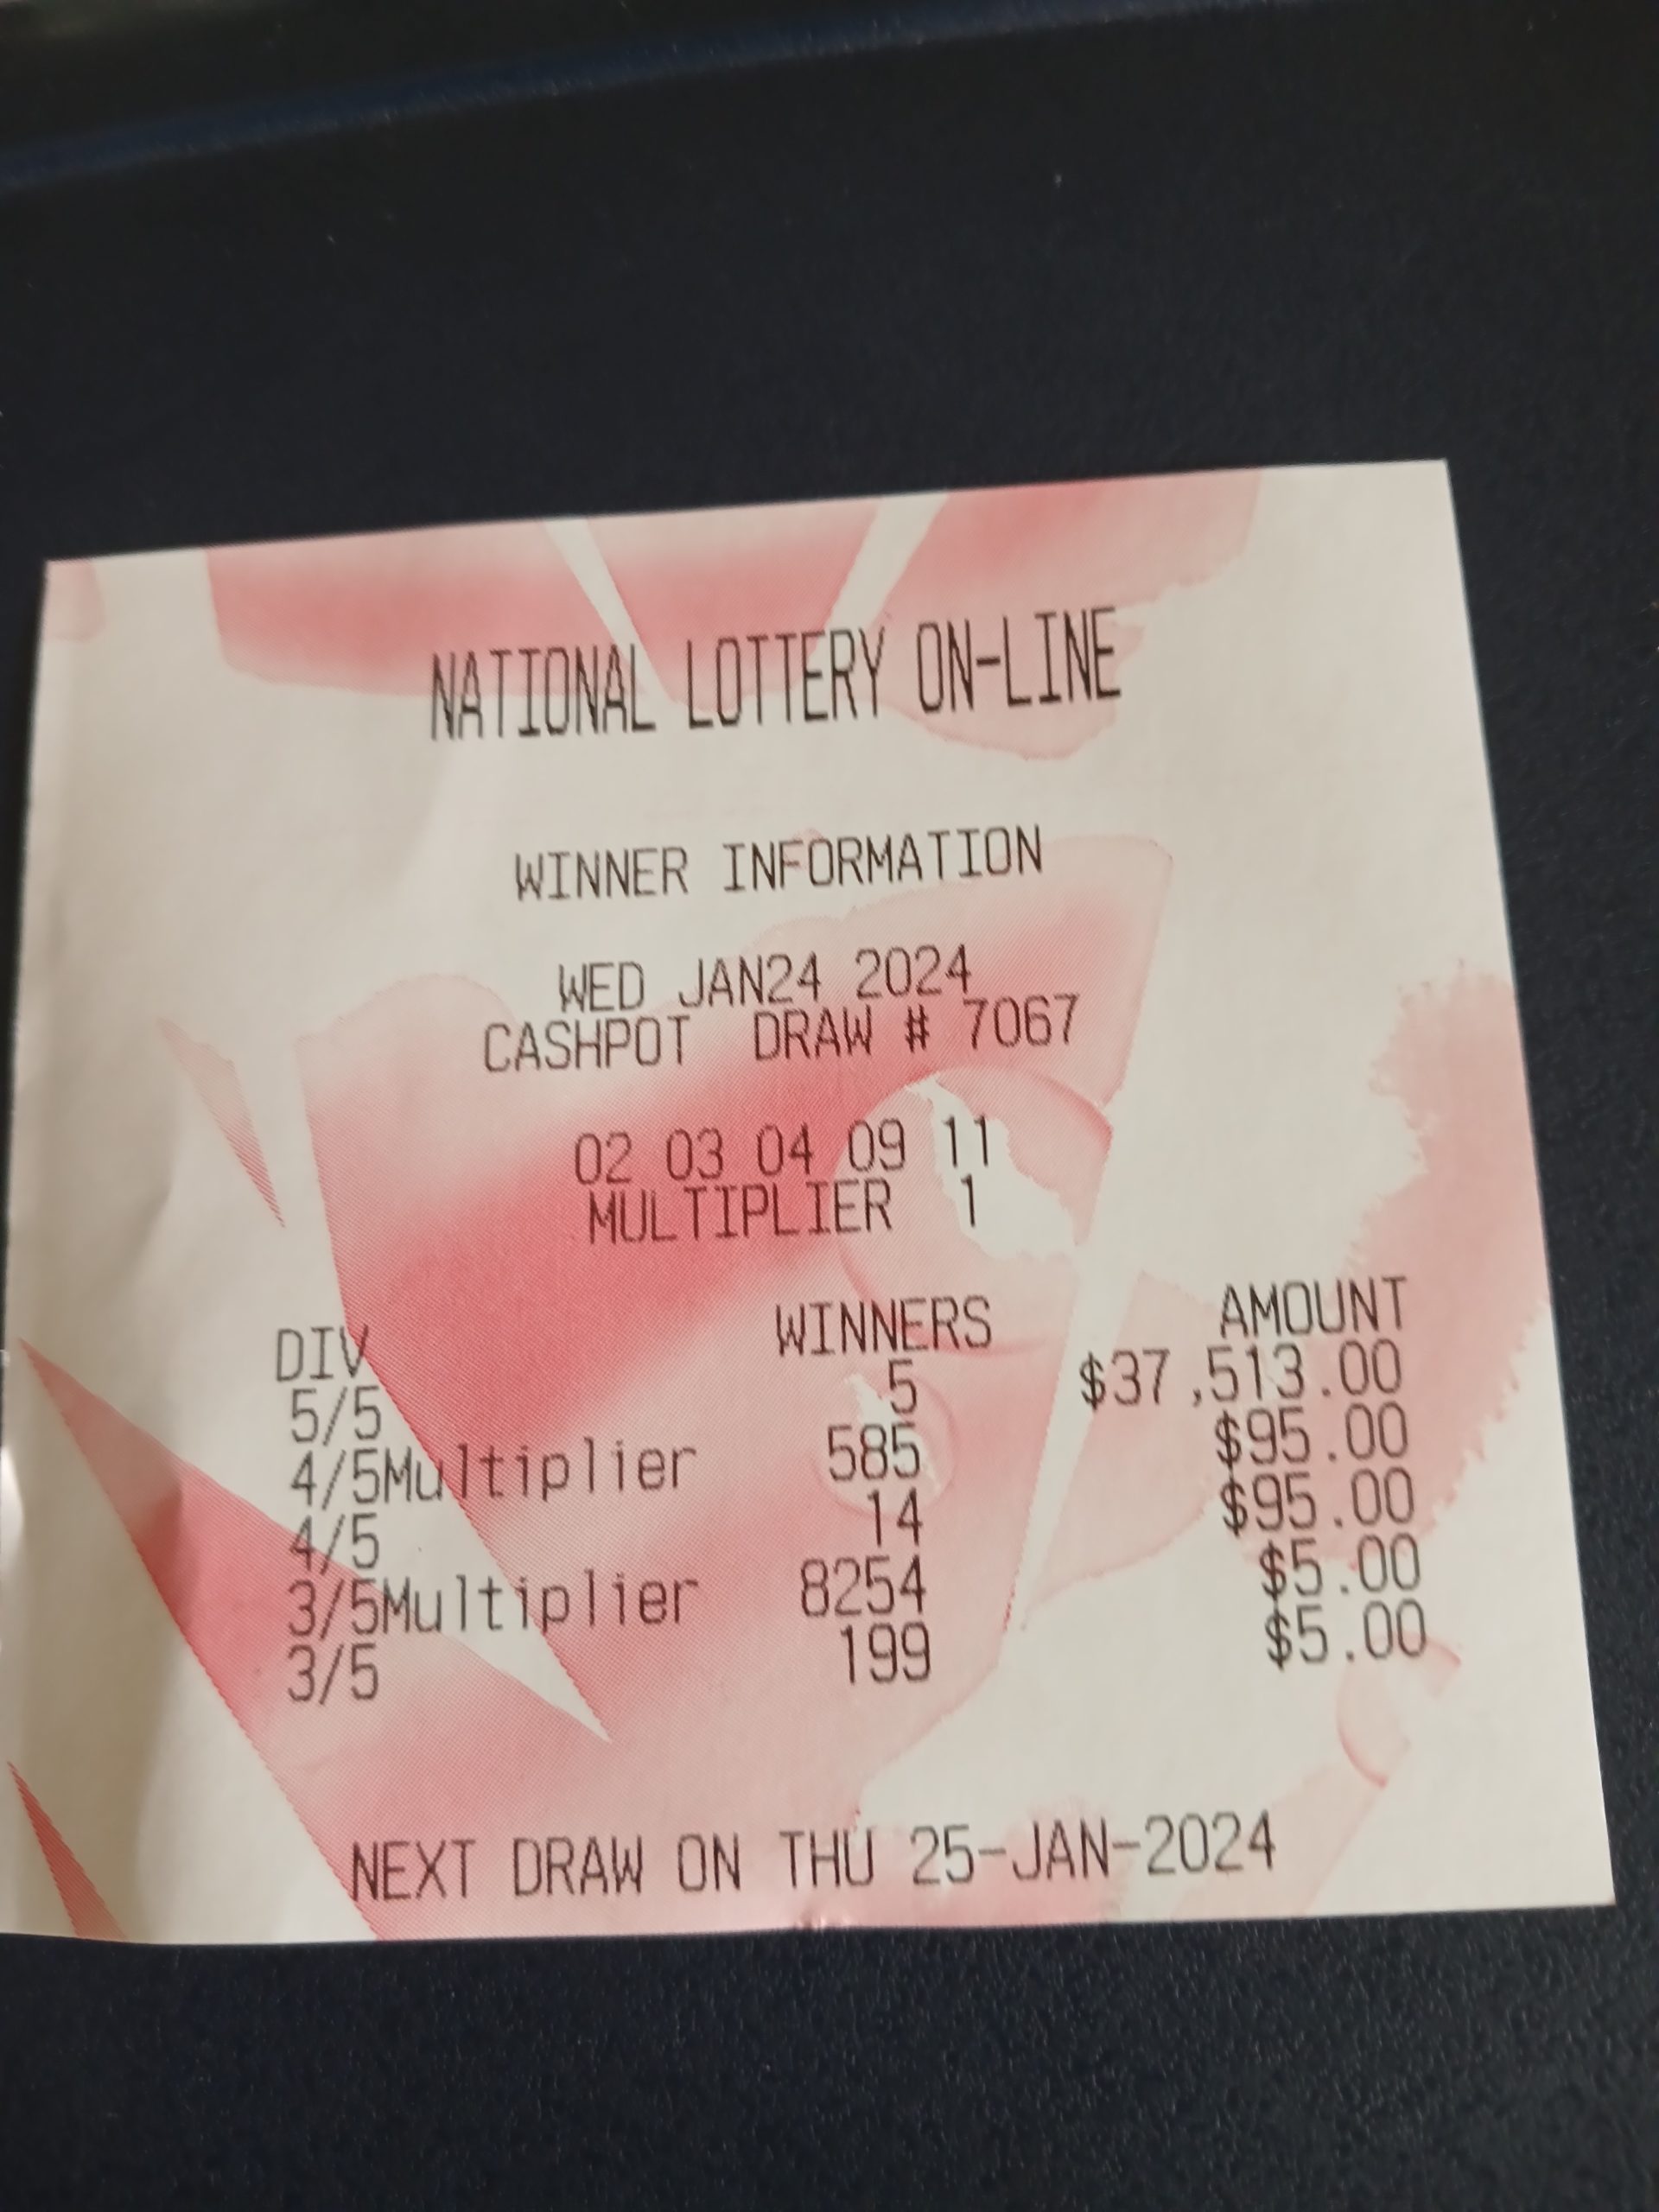 NATIONAL LOTTERY ON-LINE
WINNER INFORMATION
WED JAN24 2024
CASHPOT DRAW # 7067
02 03 04 09 11
MULTIPLIER 1
DIV WINNERS AMOUNT
5/5 5 $37,513.00
4/5Multiplier 585 $95.00
4/5 14 $95.00
3/5Multiplier 8254 $5.00
3/5 199 $5.00
NEXT DRAW ON THU 25-JAN-2024